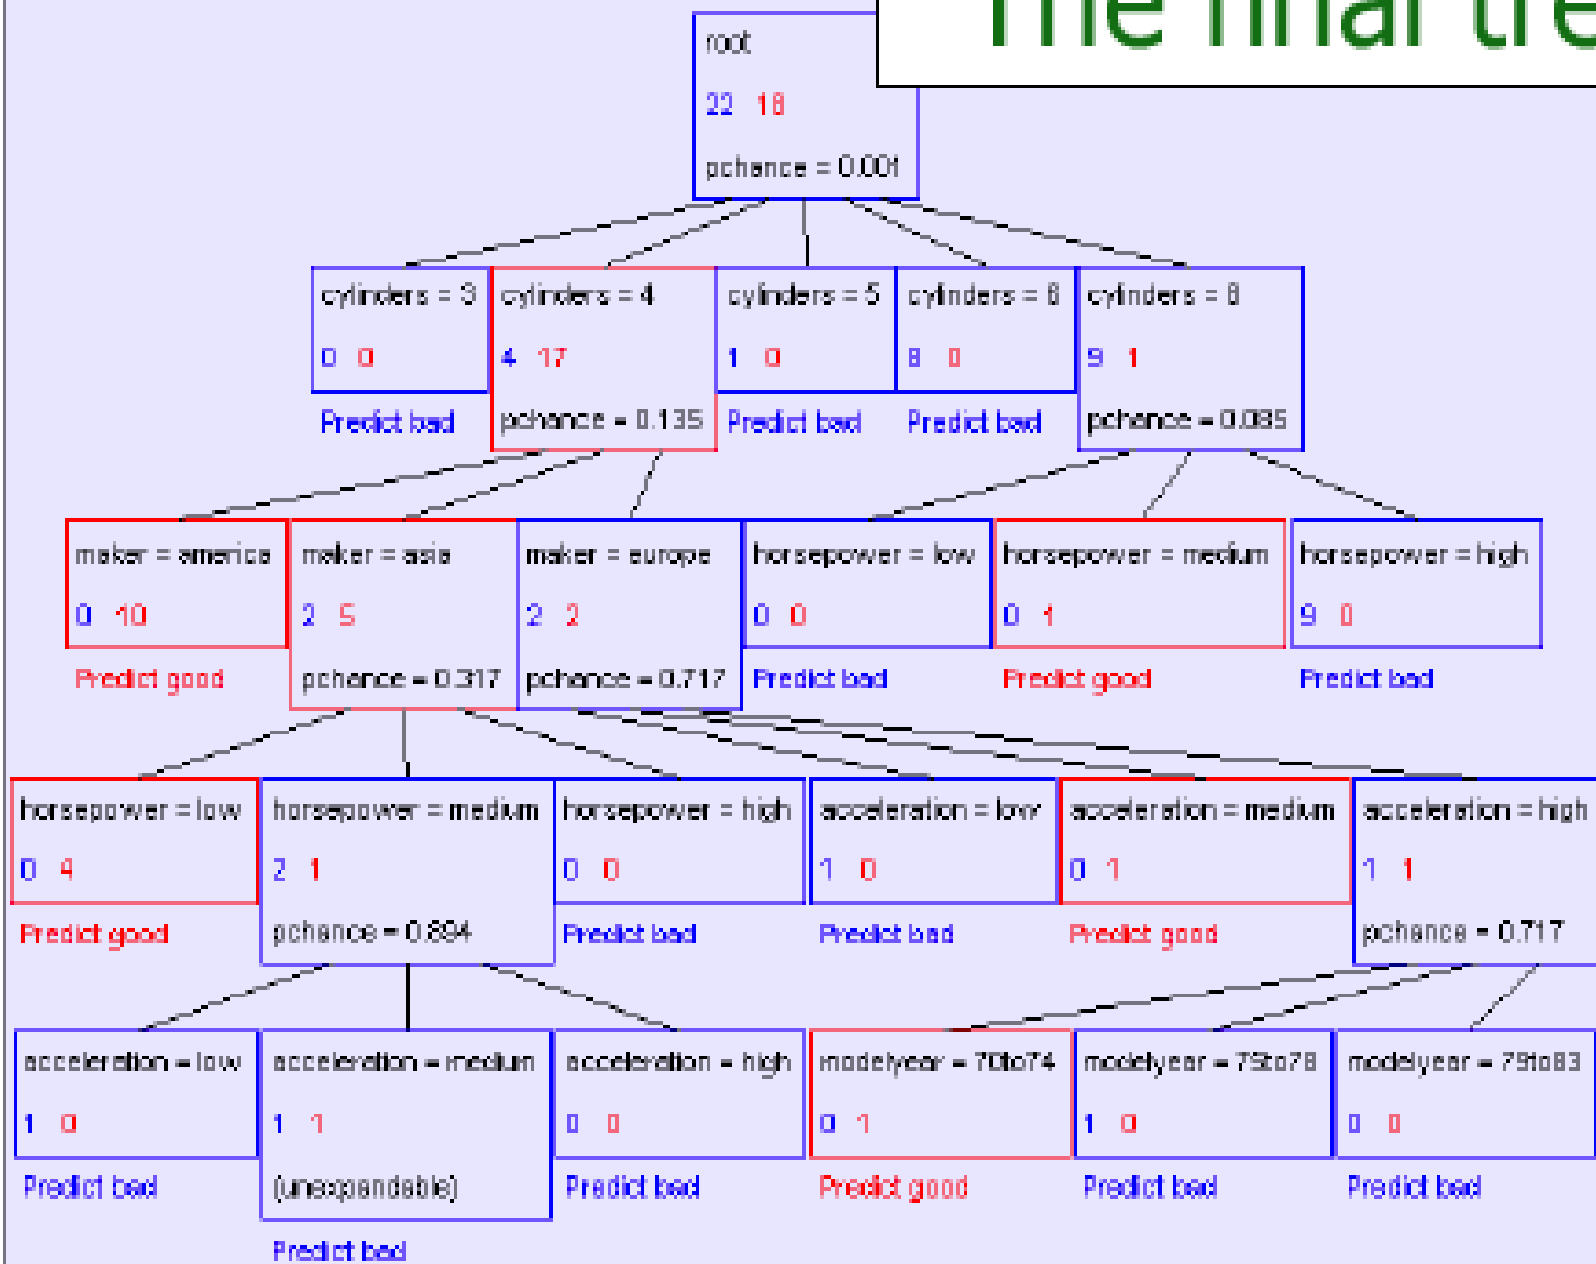 The final tre
root
22 18
pchance = 0.001
cylinders = 3
0 0
Predict bad
cylinders = 4
4 17
pchance = 0.135
cylinders = 5
1 0
Predict bad
cylinders = 6
8 0
Predict bad
cylinders = 8
9 1
pchance = 0.085
maker = america
0 10
Predict good
maker = asia
2 5
pchance = 0.317
maker = europe
2 2
pchance = 0.717
horsepower = low
0 0
Predict bad
horsepower = medium
0 1
Predict good
horsepower = high
9 0
Predict bad
horsepower = low
0 4
Predict good
horsepower = medium
2 1
pchance = 0.894
horsepower = high
0 0
Predict bad
acceleration = low
1 0
Predict bad
acceleration = medium
0 1
Predict good
acceleration = high
1 1
pchance = 0.717
acceleration = low
1 0
Predict bad
acceleration = medium
1 1
(unexpandable)
Predict bad
acceleration = high
0 0
Predict bad
modelyear = 70to74
0 1
Predict good
modelyear = 75to78
1 0
Predict bad
modelyear = 79to83
0 0
Predict bad